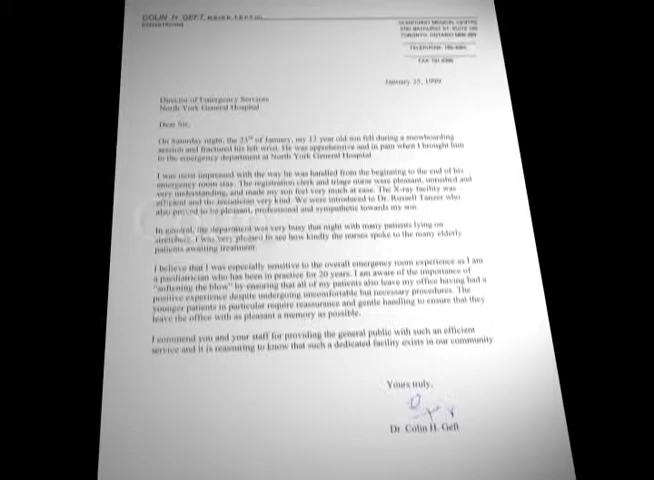 COLIN H. GEFT,
TORONTO, ONTARIO
TELEPHONE
FAX
January 25, 1999
Director of Emergency Services
North York General Hospital
Dear Sir,
On Saturday night, the 23rd of January, my 13 year old son fell during a snowboarding
session and fractured his left wrist. He was apprehensive and in pain when I brought him
to the emergency department at North York General Hospital
I was most impressed with the way he was handled from the beginning to the end of his
emergency room stay. The registration clerk and triage nurse were pleasant, unrushed and
very understanding, and made my son feel very much at ease. The X-ray facility was
efficient and the technician very kind. We were introduced to Dr. Russell Tanzer who
also proved to be pleasant, professional and sympathetic towards my son.
In general, the department was very busy that night with many patients lying on
stretchers. I was very pleased to see how kindly the nurses spoke to the many elderly
patients awaiting treatment.
I believe that I was especially sensitive to the overall emergency room experience as I am
a paediatrician who has been in practice for 20 years. I am aware of the importance of
"softening the blow" by ensuring that all of my patients also leave my office having had a
positive experience despite undergoing uncomfortable but necessary procedures. The
younger patients in particular require reassurance and gentle handling to ensure that they
leave the office with as pleasant a memory as possible.
I commend you and your staff for providing the general public with such an efficient
service and it is reassuring to know that such a dedicated facility exists in our community
Yours truly,
Dr Colin H. Geft